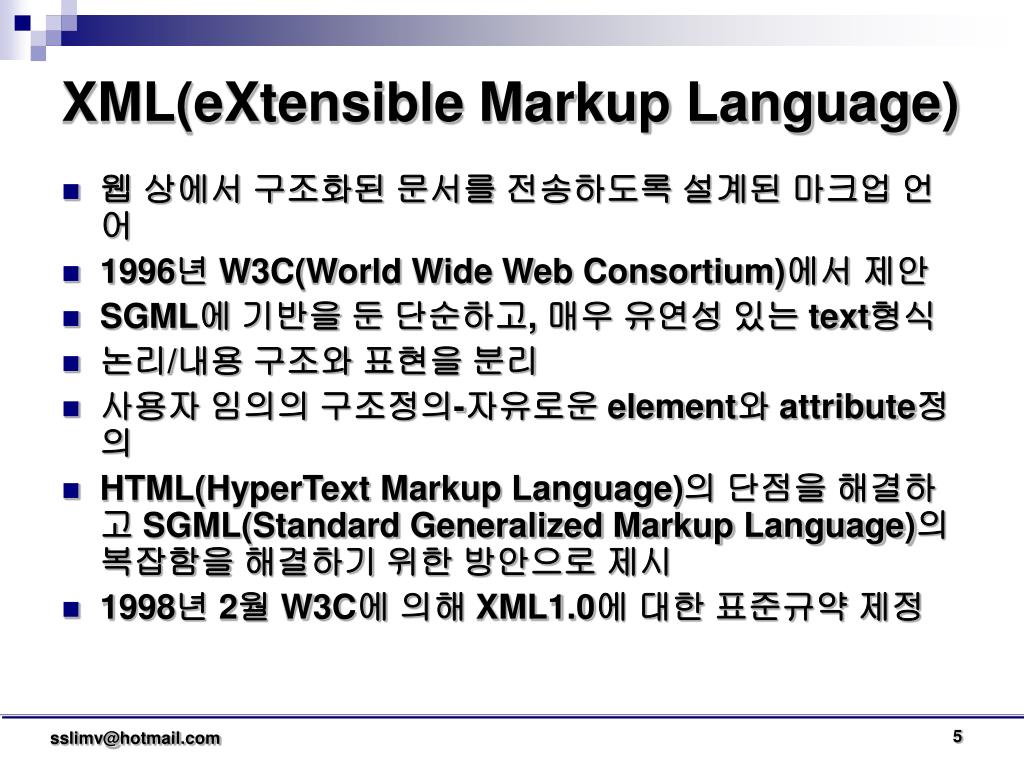 XML(eXtensible Markup Language)
웹 상에서 구조화된 문서를 전송하도록 설계된 마크업 언
어
1996년 W3C(World Wide Web Consortium)에서 제안
SGML에 기반을 둔 단순하고, 매우 유연성 있는 text형식
논리/내용 구조와 표현을 분리
사용자 임의의 구조정의-자유로운 element와 attribute정
의
HTML(HyperText Markup Language)의 단점을 해결하
고 SGML(Standard Generalized Markup Language)의
복잡함을 해결하기 위한 방안으로 제시
1998년 2월 W3C에 의해 XML1.0에 대한 표준규약 제정
sslimv@hotmail.com
5